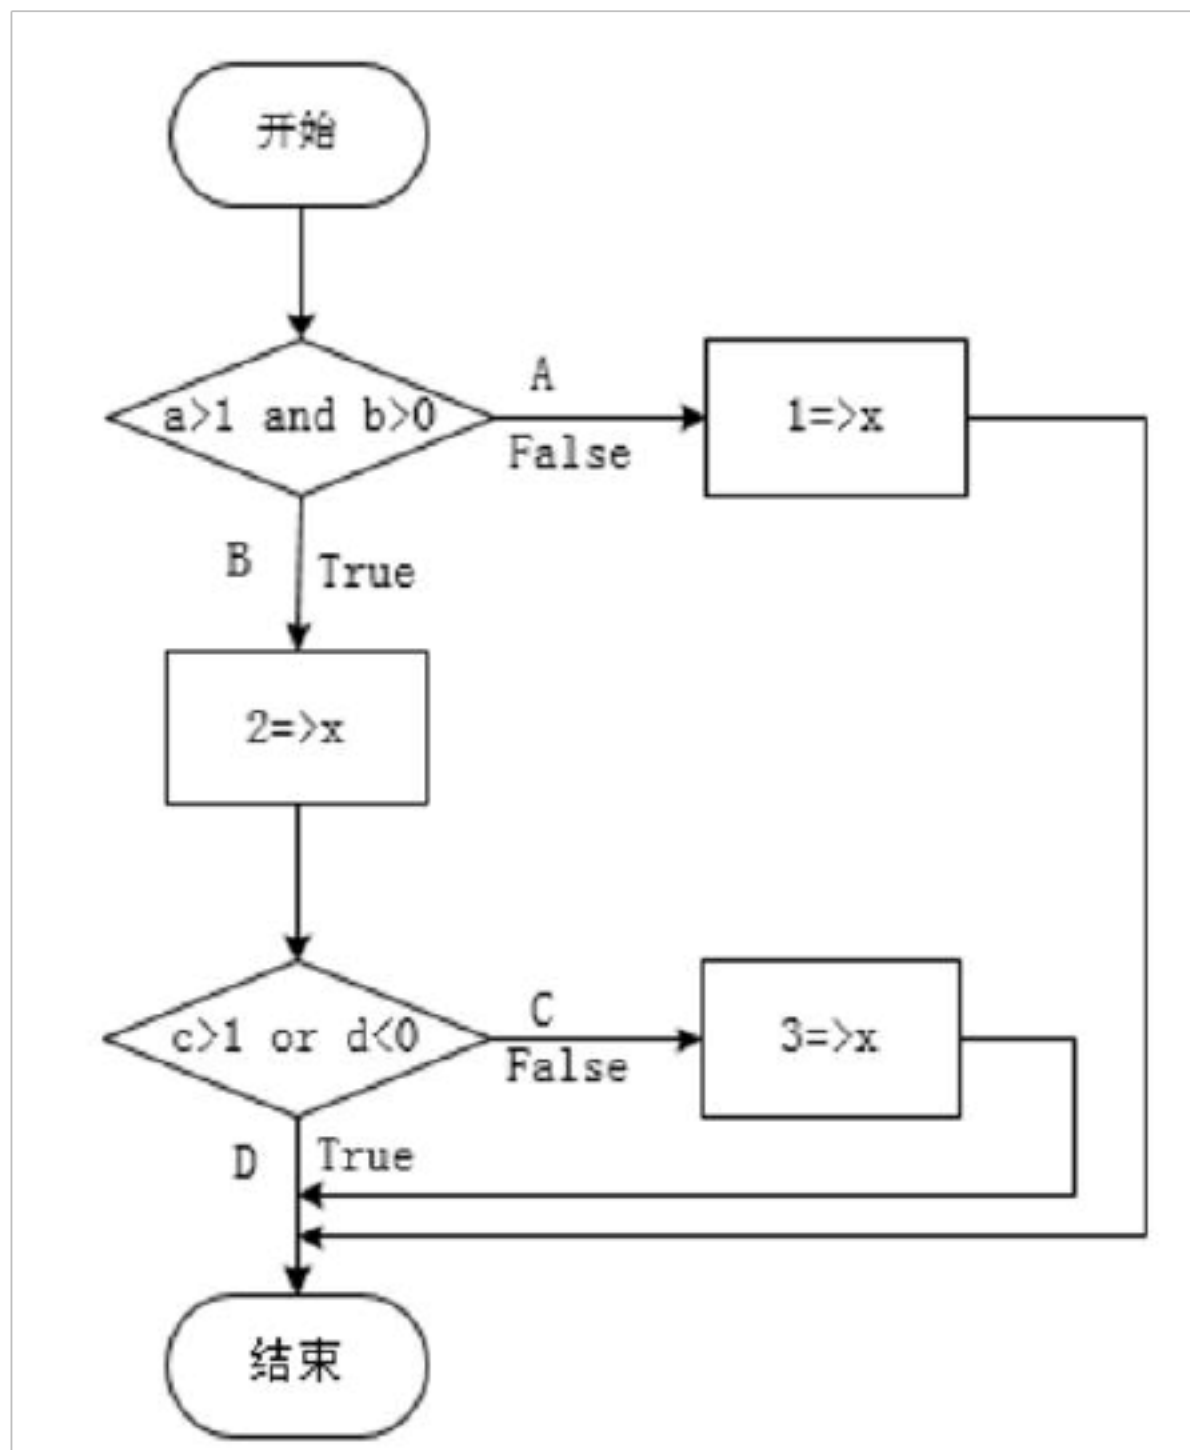 开始
a>1 and b>0
A
False
1=>x
B
True
2=>x
c>1 or d<0
C
False
3=>x
D
True
结束